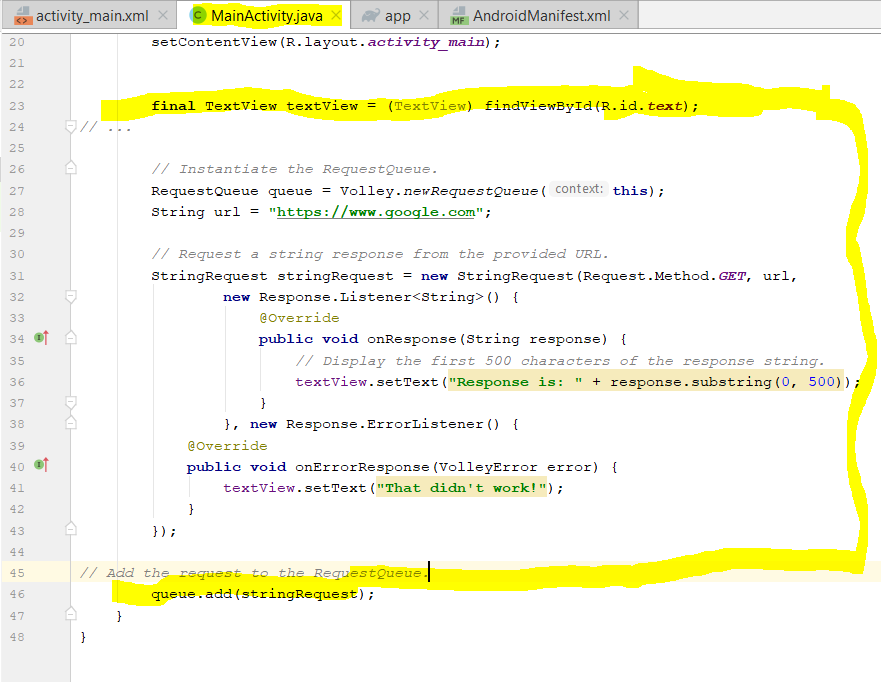 activity_main.xml × MainActivity.java × app × AndroidManifest.xml ×
20 setContentView(R.layout.activity_main);
21
22
23 final TextView textView = (TextView) findViewById(R.id.text);
24 // ...
25
26 // Instantiate the RequestQueue.
27 RequestQueue queue = Volley.newRequestQueue( context: this);
28 String url = "https://www.google.com";
29
30 // Request a string response from the provided URL.
31 StringRequest stringRequest = new StringRequest(Request.Method.GET, url,
32 new Response.Listener<String>() {
33 @Override
34 public void onResponse(String response) {
35 // Display the first 500 characters of the response string.
36 textView.setText("Response is: " + response.substring(0, 500));
37 }
38 }, new Response.ErrorListener() {
39 @Override
40 public void onErrorResponse(VolleyError error) {
41 textView.setText("That didn't work!");
42 }
43 });
44
45 // Add the request to the RequestQueue.
46 queue.add(stringRequest);
47 }
48 }